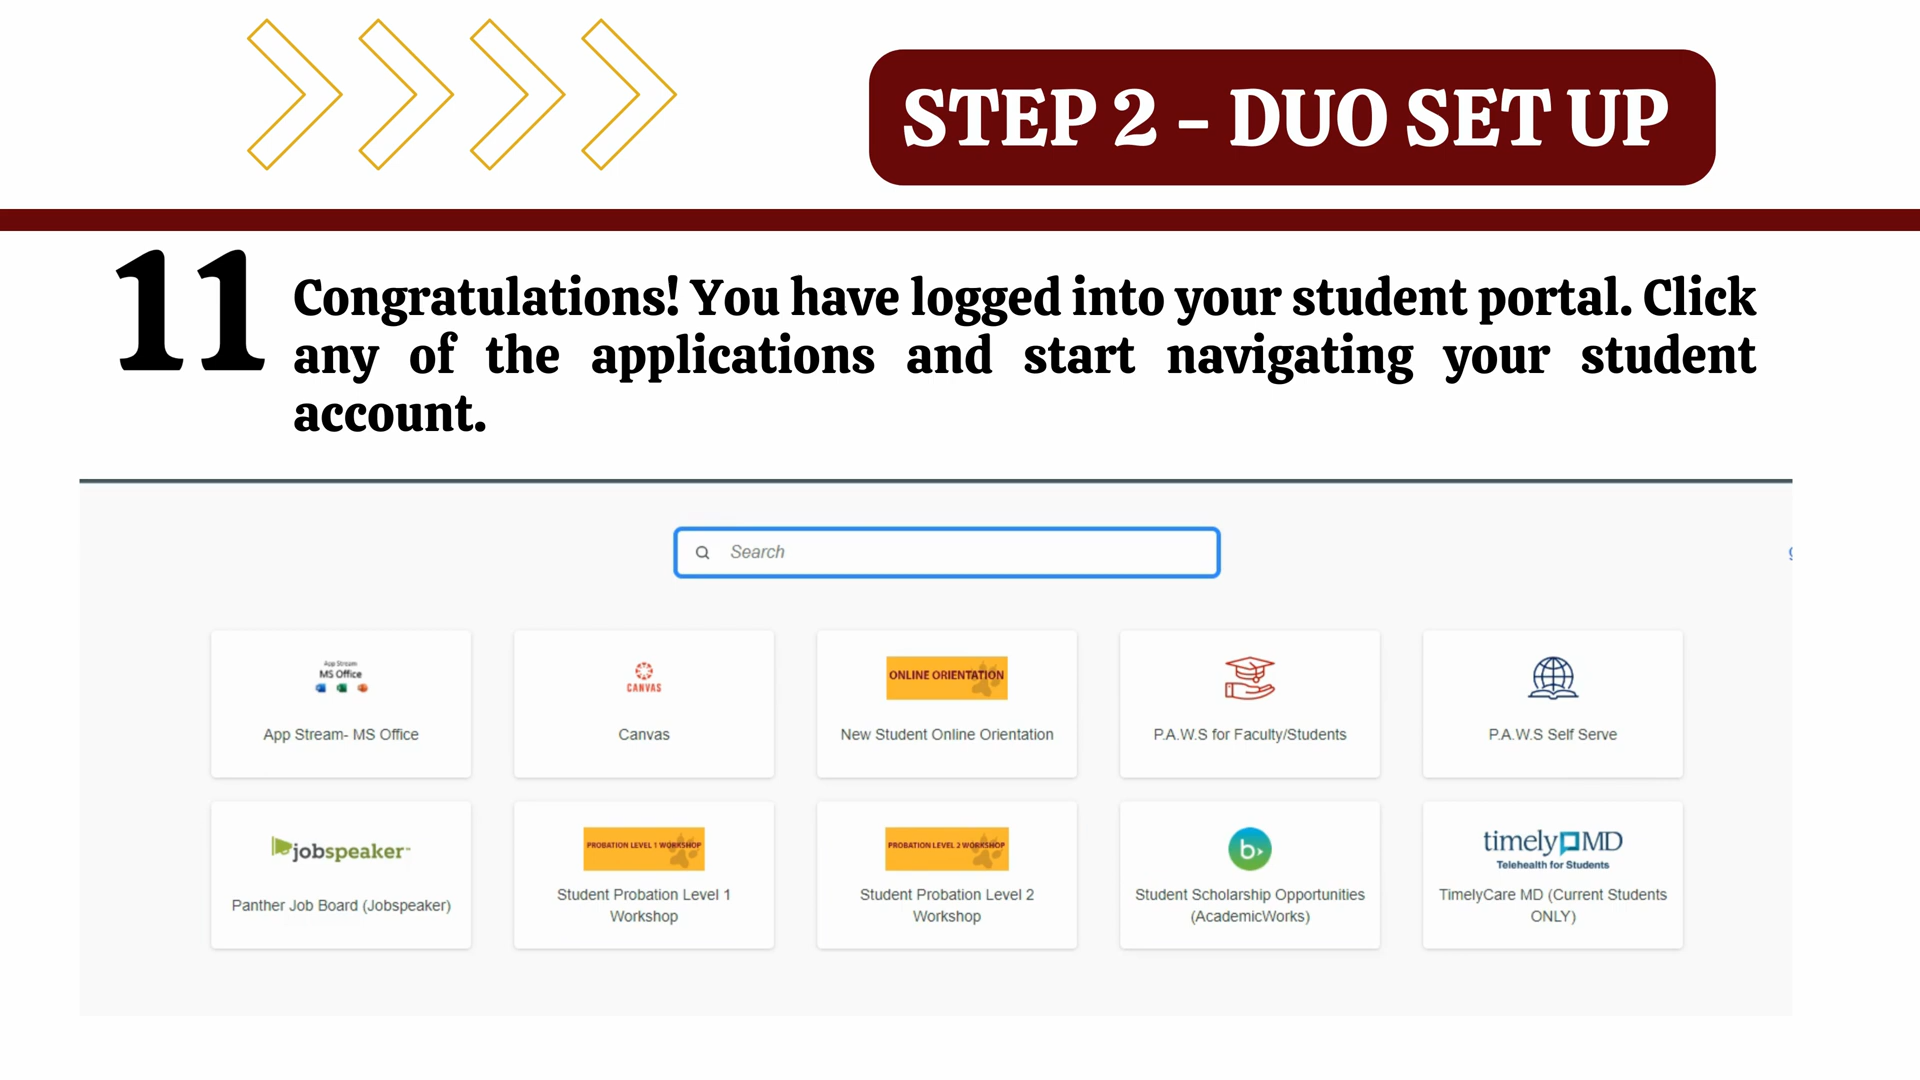 STEP 2 - DUO SET UP
11
Congratulations! You have logged into your student portal. Click
any of the applications and start navigating your student
account.
Search
App Stream
MS Office
App Stream- MS Office
CANVAS
Canvas
ONLINE ORIENTATION
New Student Online Orientation
P.A.W.S for Faculty/Students
P.A.W.S Self Serve
jobspeaker™
Panther Job Board (Jobspeaker)
PROBATION LEVEL 1 WORKSHOP
Student Probation Level 1
Workshop
PROBATION LEVEL 2 WORKSHOP
Student Probation Level 2
Workshop
b
Student Scholarship Opportunities
(AcademicWorks)
timelyMD
Telehealth for Students
TimelyCare MD (Current Students
ONLY)